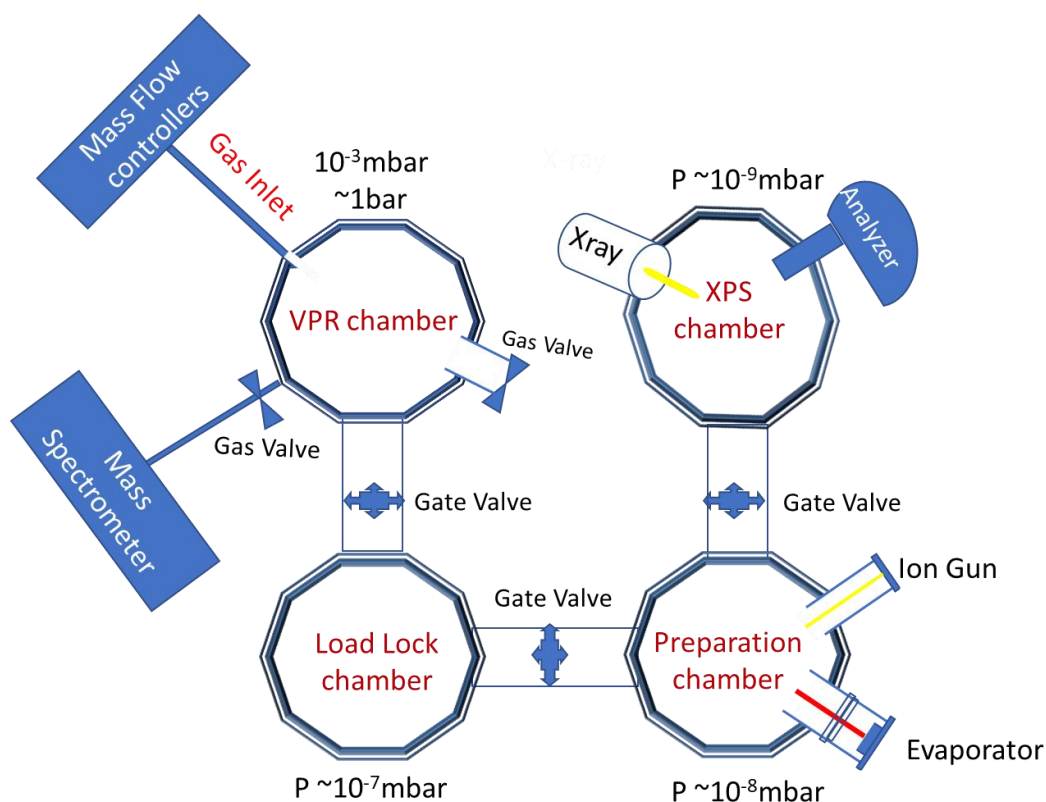 Mass Flow
controllers
Gas Inlet
10⁻³mbar
~1bar
X-ray
P ~10⁻⁹mbar
Analyzer
Xray
XPS
chamber
VPR chamber
Gas Valve
Gas Valve
Mass
Spectrometer
Gate Valve
Gate Valve
Ion Gun
Gate Valve
Load Lock
chamber
Preparation
chamber
Evaporator
P ~10⁻⁷mbar
P ~10⁻⁸mbar